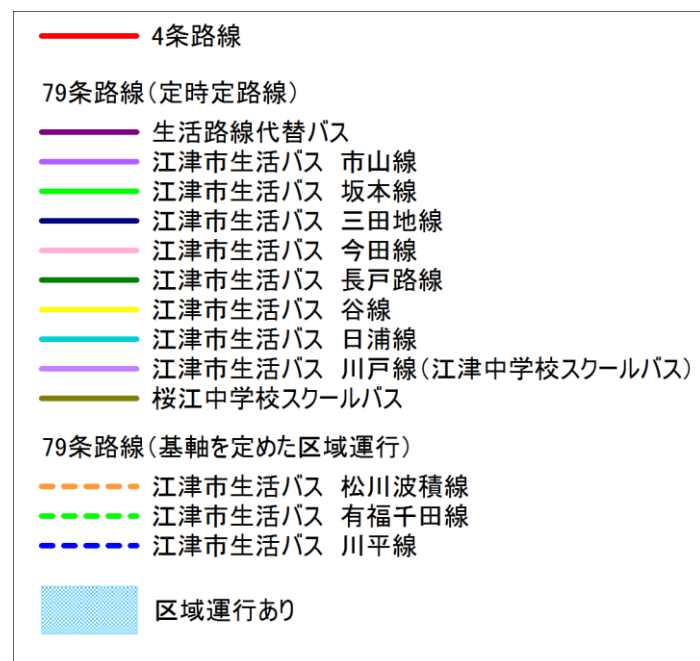 4条路線
79条路線(定時定路線)
生活路線代替バス
江津市生活バス 市山線
江津市生活バス 坂本線
江津市生活バス 三田地線
江津市生活バス 今田線
江津市生活バス 長戸路線
江津市生活バス 谷線
江津市生活バス 日浦線
江津市生活バス 川戸線(江津中学校スクールバス)
桜江中学校スクールバス
79条路線(基軸を定めた区域運行)
江津市生活バス 松川波積線
江津市生活バス 有福千田線
江津市生活バス 川平線
区域運行あり